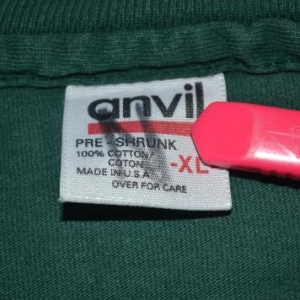 anvil
PRE - SHRUNK
100% COTTON/
COTON
-XL
MADE IN U.S.A.
OVER FOR CARE